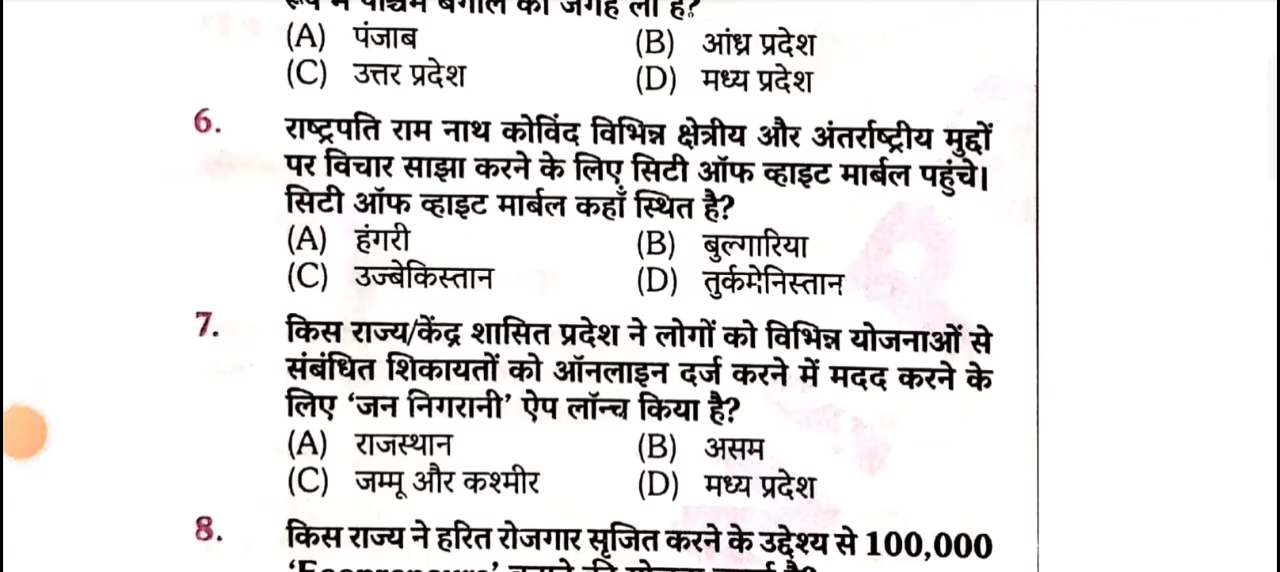 रूप में पश्चिम बंगाल की जगह ली है?
(A) पंजाब (B) आंध्र प्रदेश
(C) उत्तर प्रदेश (D) मध्य प्रदेश
6. राष्ट्रपति राम नाथ कोविंद विभिन्न क्षेत्रीय और अंतर्राष्ट्रीय मुद्दों
पर विचार साझा करने के लिए सिटी ऑफ व्हाइट मार्बल पहुंचे।
सिटी ऑफ व्हाइट मार्बल कहाँ स्थित है?
(A) हंगरी (B) बुल्गारिया
(C) उज्बेकिस्तान (D) तुर्कमेनिस्तान
7. किस राज्य/केंद्र शासित प्रदेश ने लोगों को विभिन्न योजनाओं से
संबंधित शिकायतों को ऑनलाइन दर्ज करने में मदद करने के
लिए ‘जन निगरानी’ ऐप लॉन्च किया है?
(A) राजस्थान (B) असम
(C) जम्मू और कश्मीर (D) मध्य प्रदेश
8. किस राज्य ने हरित रोजगार सृजित करने के उद्देश्य से 100,000